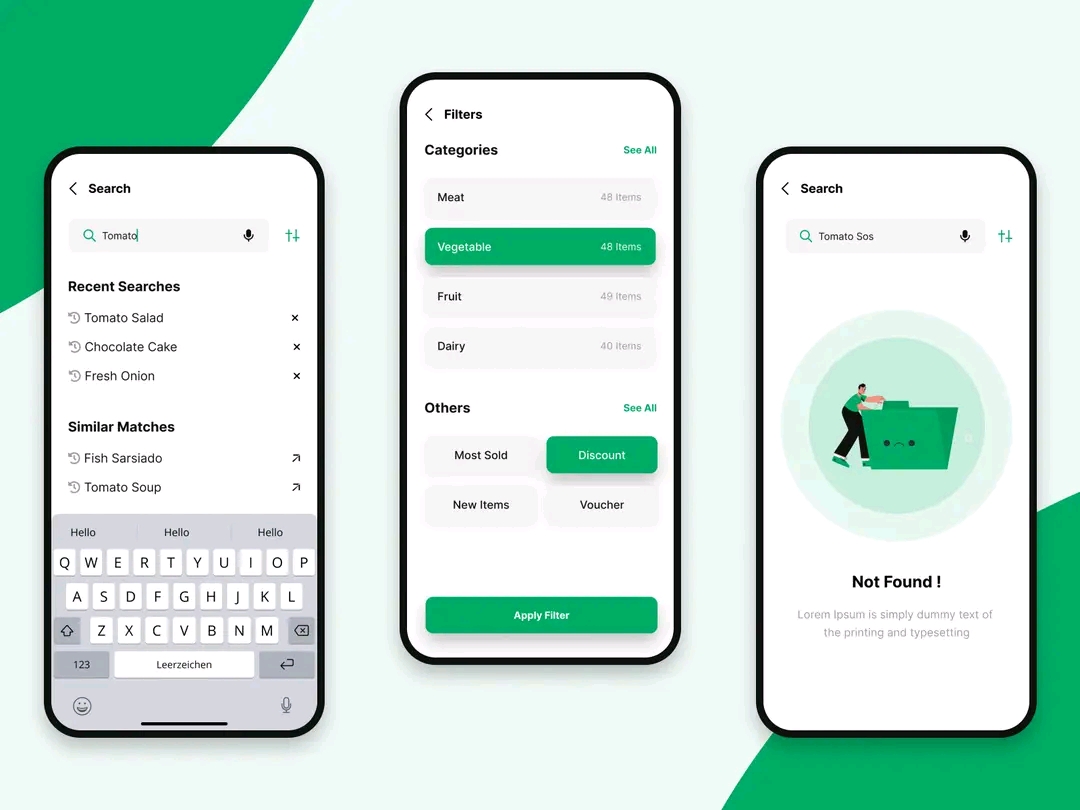 Search
Tomato
Recent Searches
Tomato Salad
Chocolate Cake
Fresh Onion
Similar Matches
Fish Sarsiado
Tomato Soup
Hello Hello Hello
Q W E R T Y U I O P
A S D F G H J K L
Z X C V B N M
123 Leerzeichen
Filters
Categories See All
Meat 48 Items
Vegetable 48 Items
Fruit 49 Items
Dairy 40 Items
Others See All
Most Sold Discount
New Items Voucher
Apply Filter
Search
Tomato Sos
Not Found !
Lorem Ipsum is simply dummy text of
the printing and typesetting